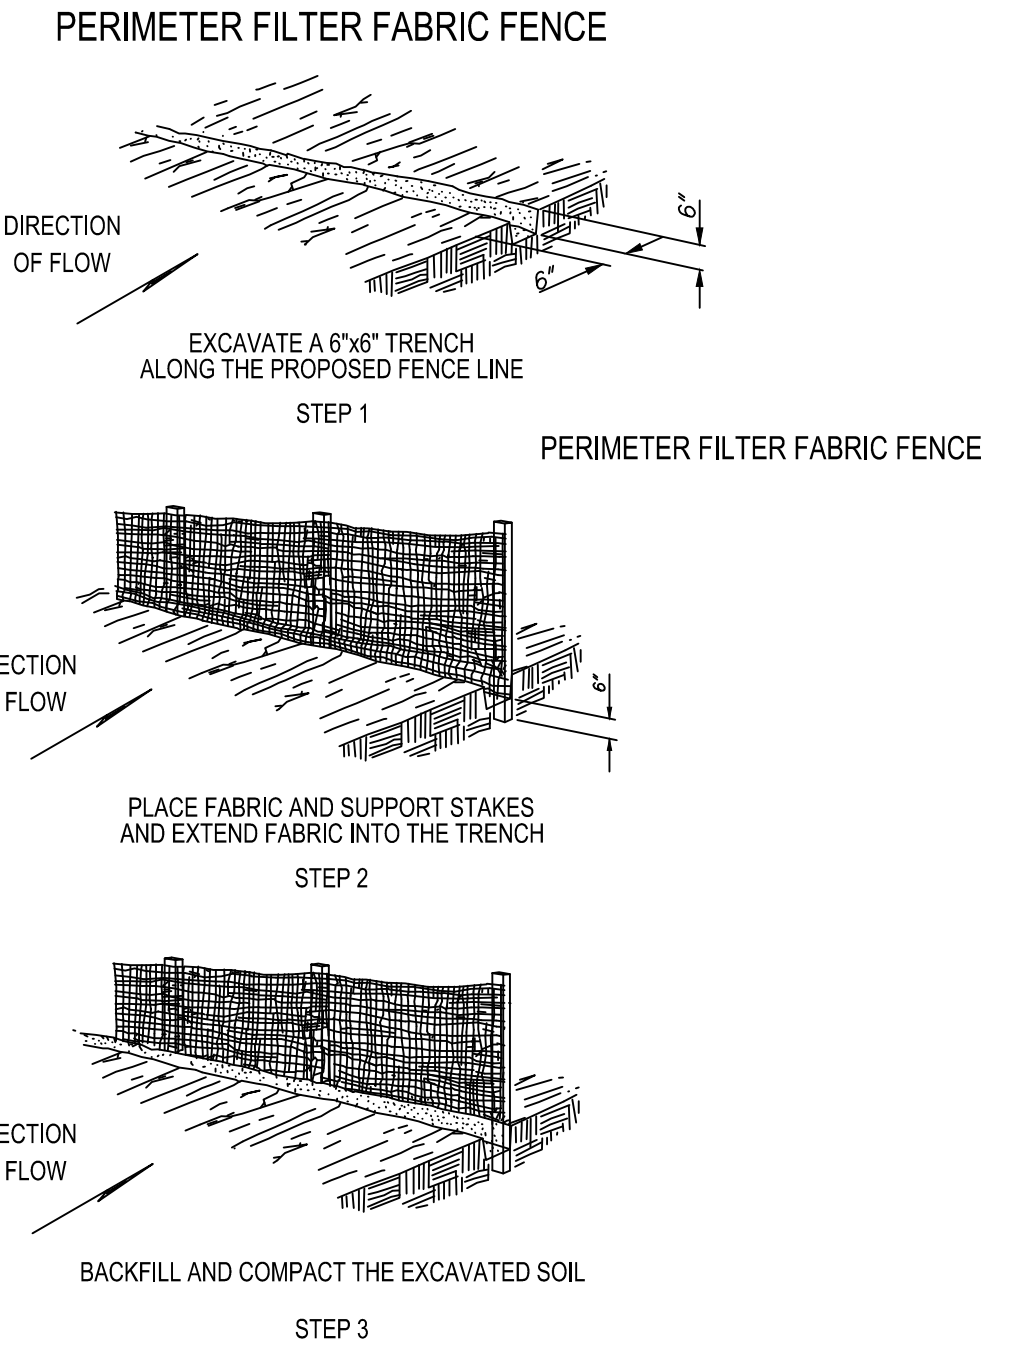 PERIMETER FILTER FABRIC FENCE
6"
DIRECTION
OF FLOW
6"
EXCAVATE A 6"x6" TRENCH
ALONG THE PROPOSED FENCE LINE
STEP 1
PERIMETER FILTER FABRIC FENCE
ECTION
FLOW
6"
PLACE FABRIC AND SUPPORT STAKES
AND EXTEND FABRIC INTO THE TRENCH
STEP 2
ECTION
FLOW
BACKFILL AND COMPACT THE EXCAVATED SOIL
STEP 3